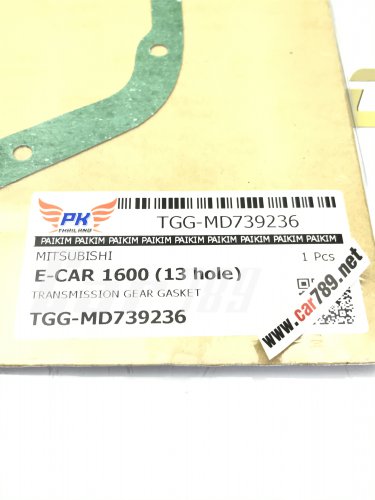 PK
THAILAND
TGG-MD739236
PAIKIM PAIKIM PAIKIM PAIKIM PAIKIM PAIKIM PAIKIM PAIKIM
MITSUBISHI
1 Pcs
E-CAR 1600 (13 hole)
TRANSMISSION GEAR GASKET
TGG-MD739236
www.car789.net